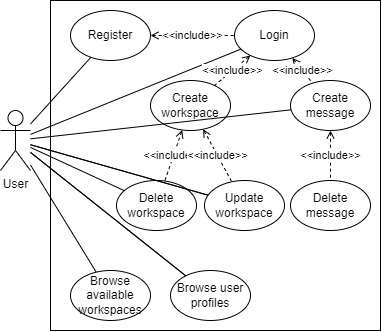 Register
<<include>>
Login
<<include>>
<<include>>
Create
workspace
Create
message
User
<<inclu
<<include>>
<<include>>
Delete
workspace
Update
workspace
Delete
message
Browse
available
workspaces
Browse user
profiles